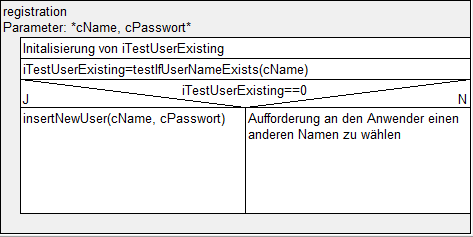 registration
Parameter: *cName, cPasswort*
Initalisierung von iTestUserExisting
iTestUserExisting=testIfUserNameExists(cName)
iTestUserExisting==0
J
N
insertNewUser(cName, cPasswort)
Aufforderung an den Anwender einen
anderen Namen zu wählen